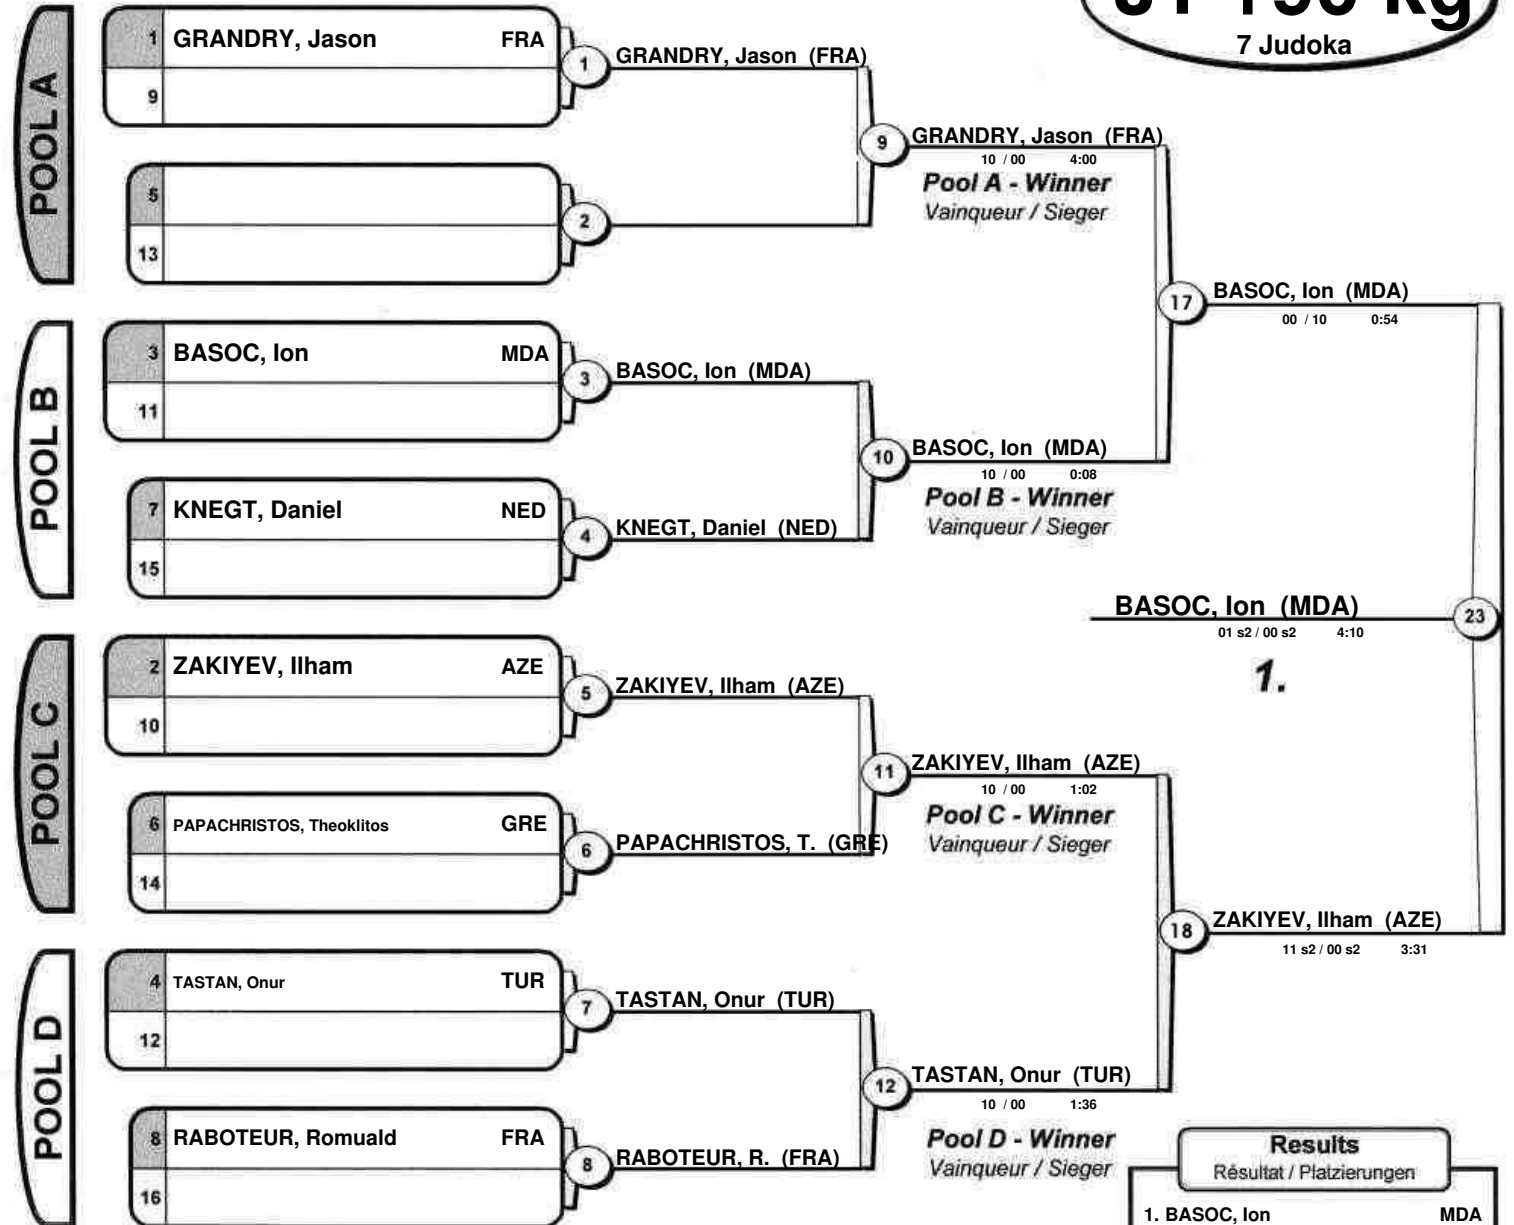 7 Judoka
POOL A
1 GRANDRY, Jason FRA
9
1
GRANDRY, Jason (FRA)
5
13
2
9
GRANDRY, Jason (FRA)
10 / 00 4:00
Pool A - Winner
Vainqueur / Sieger
17
BASOC, Ion (MDA)
00 / 10 0:54
POOL B
3 BASOC, Ion MDA
11
3
BASOC, Ion (MDA)
7 KNEGT, Daniel NED
15
4
KNEGT, Daniel (NED)
10
BASOC, Ion (MDA)
10 / 00 0:08
Pool B - Winner
Vainqueur / Sieger
BASOC, Ion (MDA)
01 s2 / 00 s2 4:10
23
1.
POOL C
2 ZAKIYEV, Ilham AZE
10
5
ZAKIYEV, Ilham (AZE)
6 PAPACHRISTOS, Theoklitos GRE
14
6
PAPACHRISTOS, T. (GRE)
11
ZAKIYEV, Ilham (AZE)
10 / 00 1:02
Pool C - Winner
Vainqueur / Sieger
18
ZAKIYEV, Ilham (AZE)
11 s2 / 00 s2 3:31
POOL D
4 TASTAN, Onur TUR
12
7
TASTAN, Onur (TUR)
8 RABOTEUR, Romuald FRA
16
8
RABOTEUR, R. (FRA)
12
TASTAN, Onur (TUR)
10 / 00 1:36
Pool D - Winner
Vainqueur / Sieger
Results
Résultat / Platzierungen
1. BASOC, Ion MDA